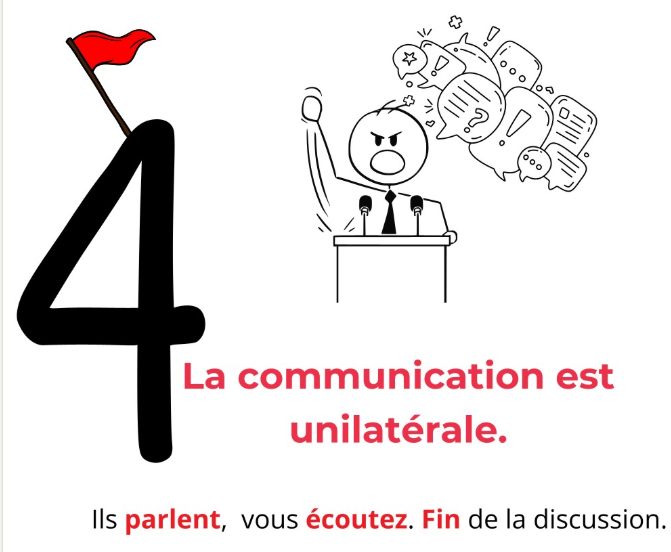 4
La communication est
unilatérale.
Ils parlent, vous écoutez. Fin de la discussion.